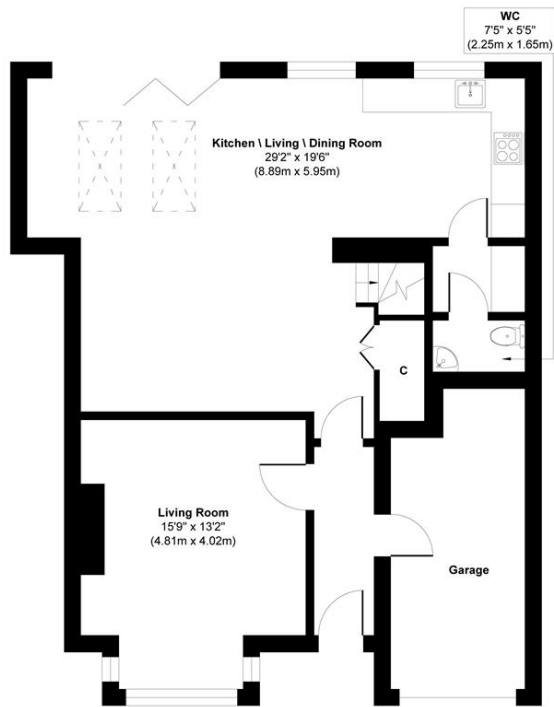 WC
7'5" x 5'5"
(2.25m x 1.65m)
Kitchen \ Living \ Dining Room
29'2" x 19'6"
(8.89m x 5.95m)
C
Living Room
15'9" x 13'2"
(4.81m x 4.02m)
Garage